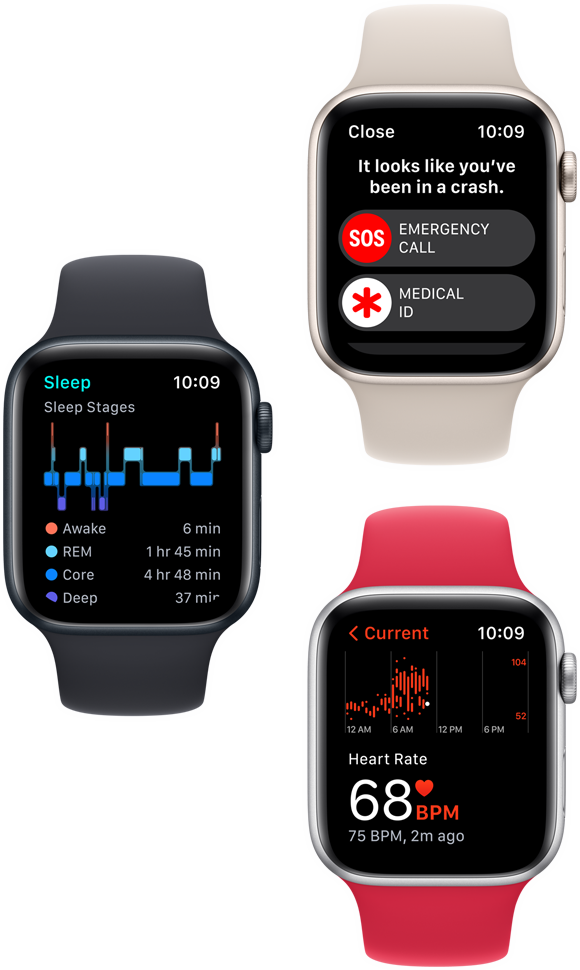 Close 10:09
It looks like you've
been in a crash.
SOS EMERGENCY
CALL
MEDICAL
ID
Sleep 10:09
Sleep Stages
Awake 6 min
REM 1 hr 45 min
Core 4 hr 48 min
Deep 37 min
Current 10:09
104
52
12 AM 6 AM 12 PM 6 PM
Heart Rate
68 BPM
75 BPM, 2m ago